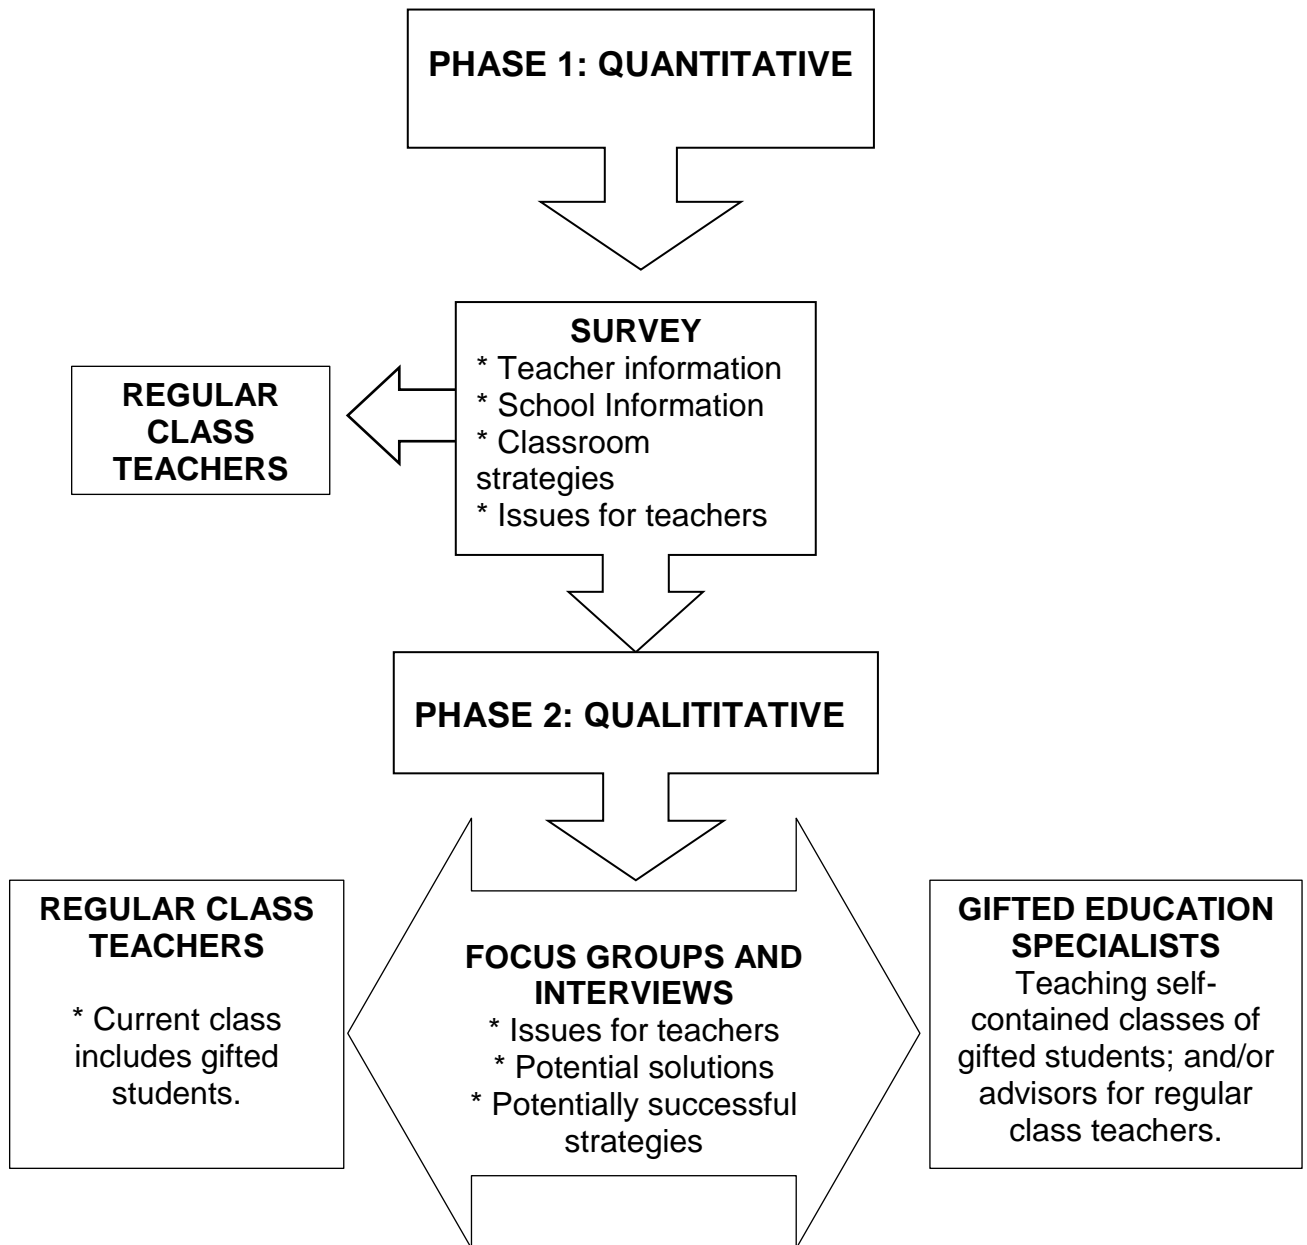 PHASE 1: QUANTITATIVE
SURVEY
* Teacher information
* School Information
* Classroom
strategies
* Issues for teachers
REGULAR
CLASS
TEACHERS
PHASE 2: QUALITITATIVE
REGULAR CLASS
TEACHERS
* Current class
includes gifted
students.
FOCUS GROUPS AND
INTERVIEWS
* Issues for teachers
* Potential solutions
* Potentially successful
strategies
GIFTED EDUCATION
SPECIALISTS
Teaching self-
contained classes of
gifted students; and/or
advisors for regular
class teachers.